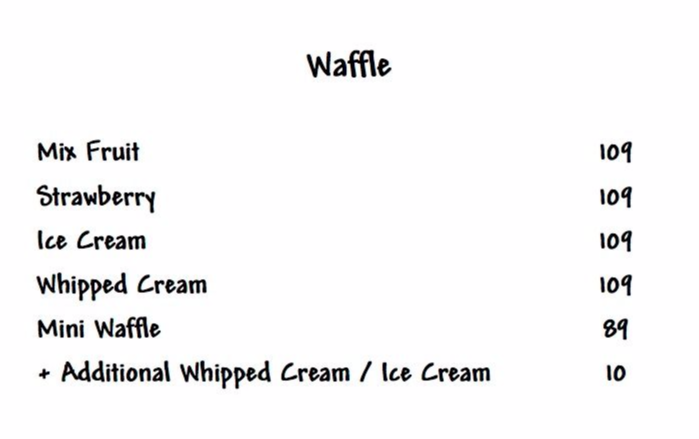 Waffle
Mix Fruit 109
Strawberry 109
Ice Cream 109
Whipped Cream 109
Mini Waffle 89
+ Additional Whipped Cream / Ice Cream 10